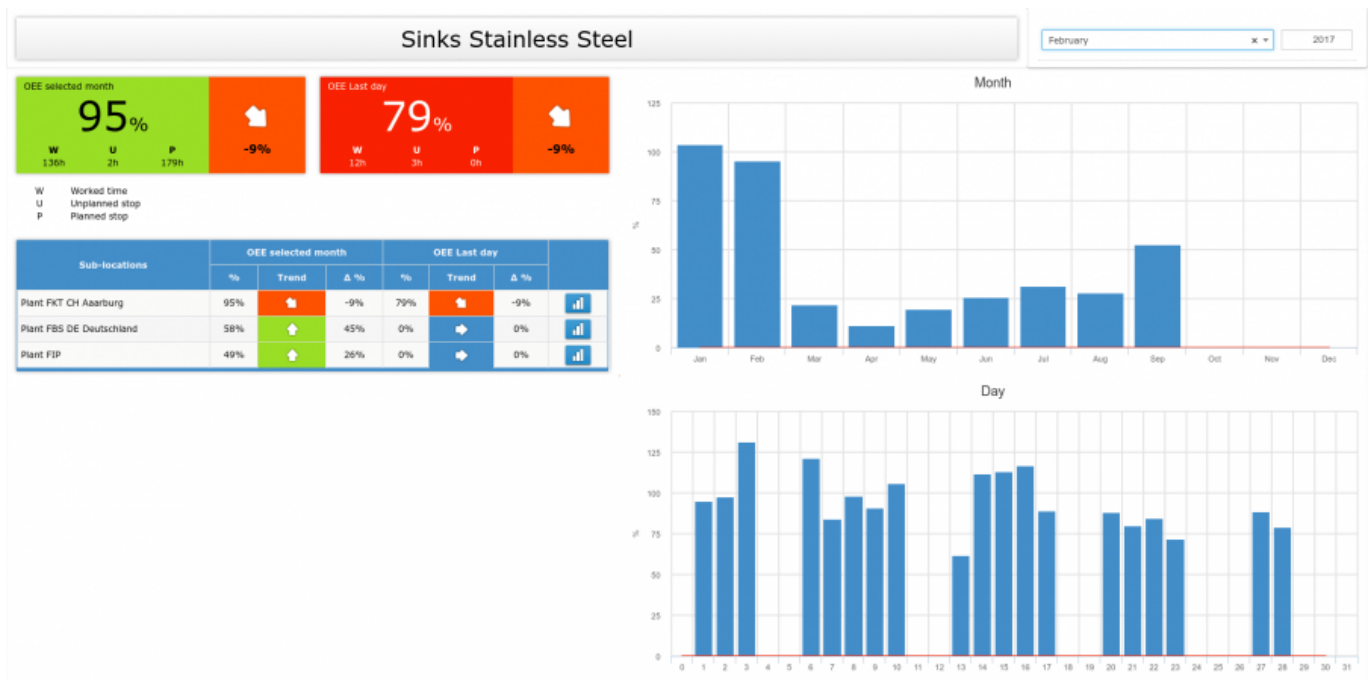 Sinks Stainless Steel
February × 2017
OEE selected month
95%
W U P
136h 2h 179h
-9%
OEE Last day
79%
W U P
12h 3h 0h
-9%
W Worked time
U Unplanned stop
P Planned stop
Sub-locations OEE selected month OEE Last day
% Trend Δ % % Trend Δ %
Plant FKT CH Aaarburg 95% -9% 79% -9%
Plant FBS DE Deutschland 58% 45% 0% 0%
Plant FIP 49% 26% 0% 0%
Month
125
100
75
%
50
25
0
Jan Feb Mar Apr May Jun Jul Aug Sep Oct Nov Dec
Day
150
125
100
%
75
50
25
0
0 1 2 3 4 5 6 7 8 9 10 11 12 13 14 15 16 17 18 19 20 21 22 23 24 25 26 27 28 29 30 31